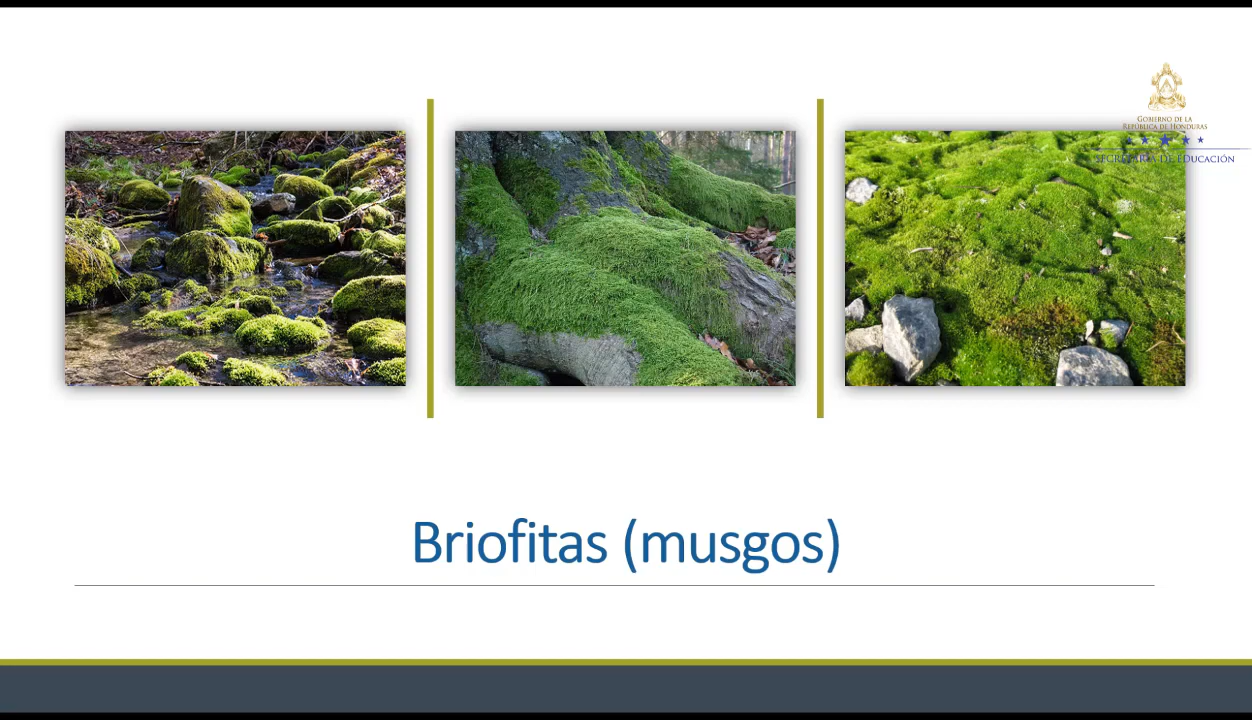 GOBIERNO DE LA
REPÚBLICA DE HONDURAS
SECRETARÍA DE EDUCACIÓN
Briofitas (musgos)